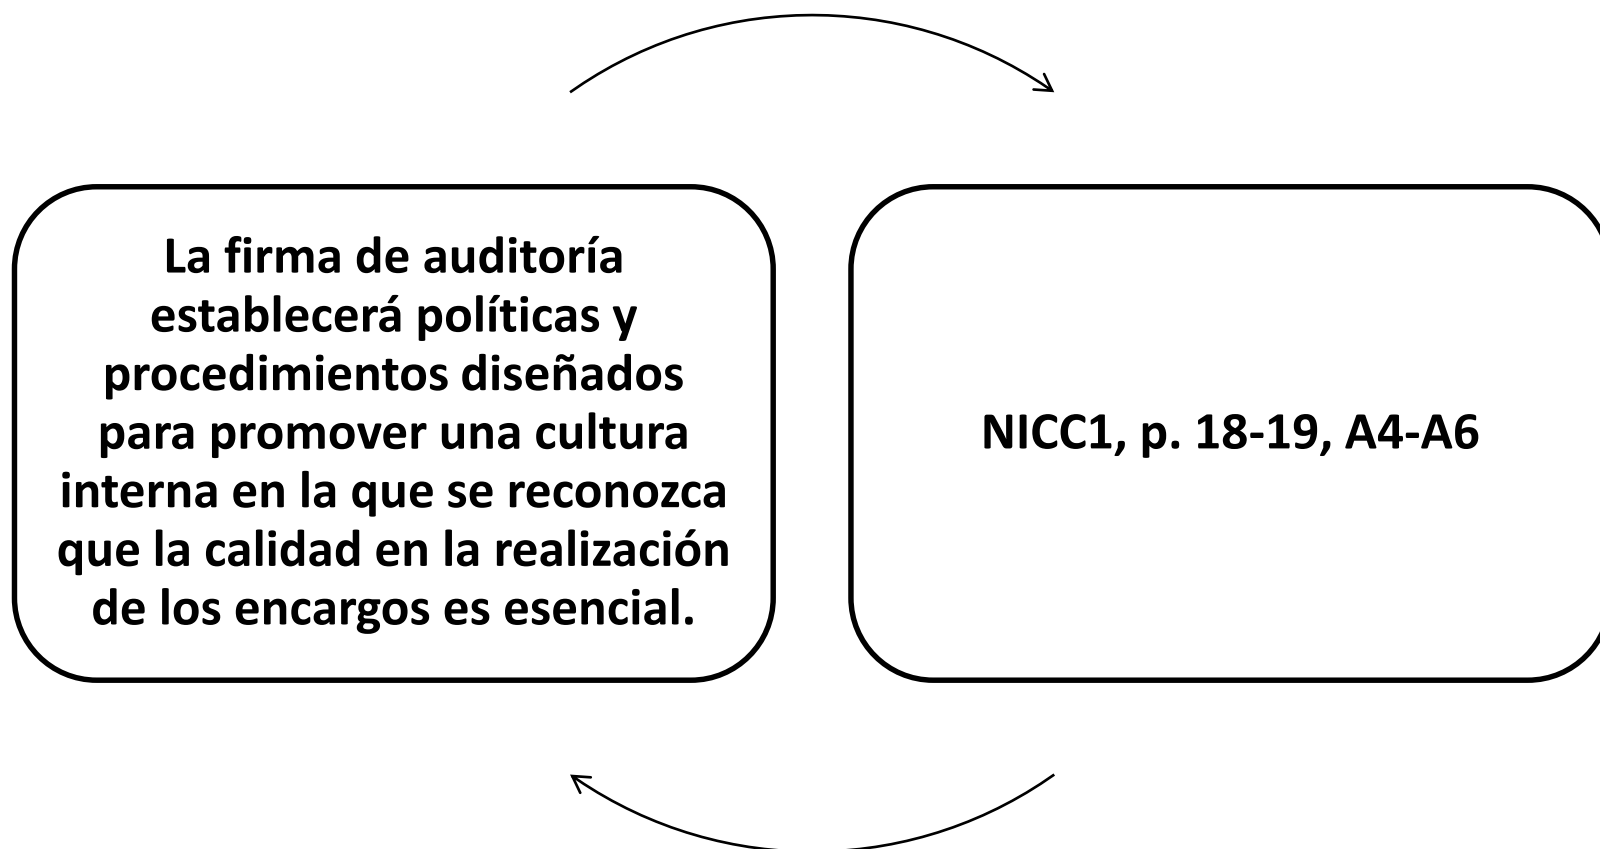 La firma de auditoría
establecerá políticas y
procedimientos diseñados
para promover una cultura
interna en la que se reconozca
que la calidad en la realización
de los encargos es esencial.
NICC1, p. 18-19, A4-A6